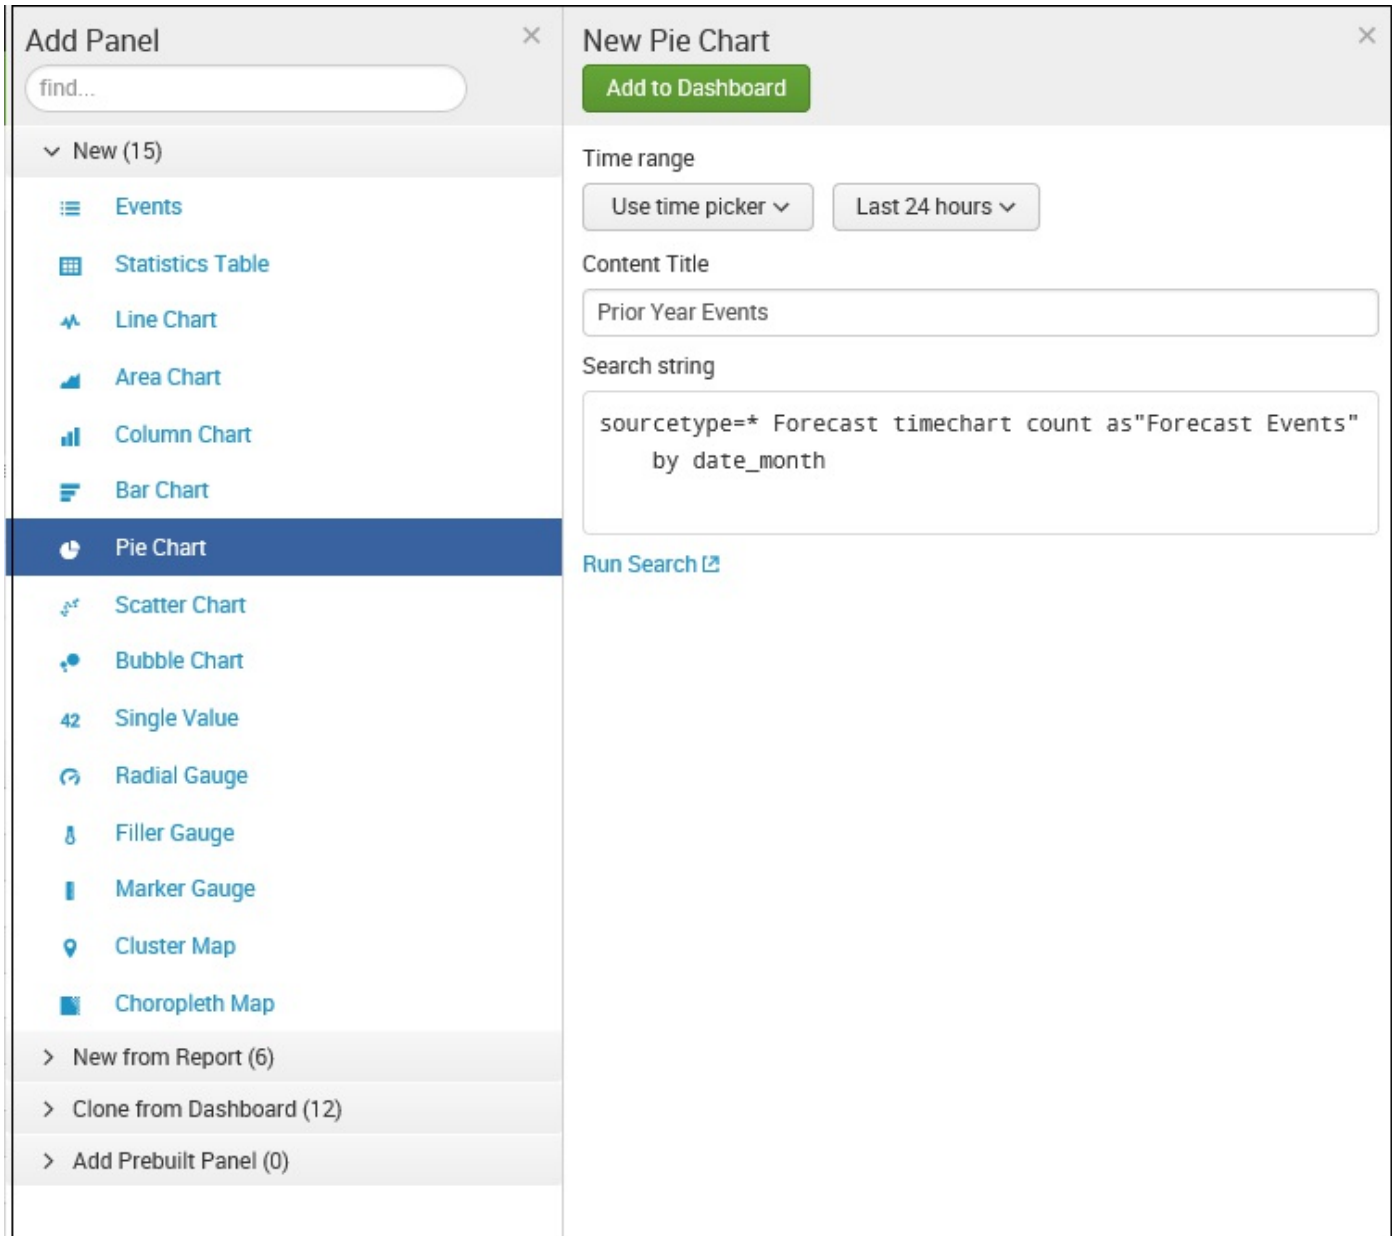 Add Panel
find...
New (15)
Events
Statistics Table
Line Chart
Area Chart
Column Chart
Bar Chart
Pie Chart
Scatter Chart
Bubble Chart
42 Single Value
Radial Gauge
Filler Gauge
Marker Gauge
Cluster Map
Choropleth Map
New from Report (6)
Clone from Dashboard (12)
Add Prebuilt Panel (0)
New Pie Chart
Add to Dashboard
Time range
Use time picker Last 24 hours
Content Title
Prior Year Events
Search string
sourcetype=* Forecast timechart count as"Forecast Events"
by date_month
Run Search